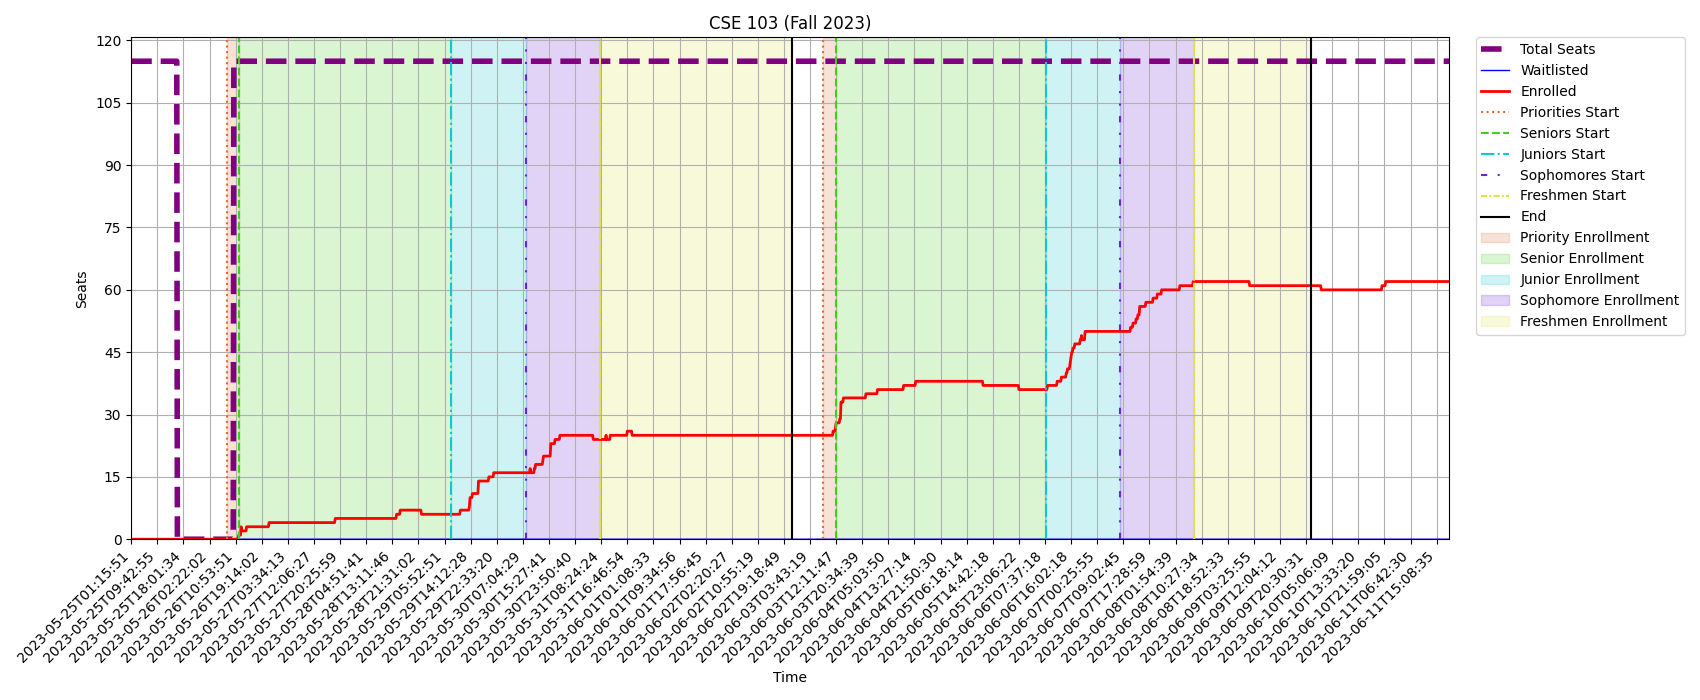 CSE 103 (Fall 2023)
120
105
90
75
60
45
30
15
0
Seats
2023-05-25T01:15:51
2023-05-25T09:42:55
2023-05-25T18:01:34
2023-05-26T02:22:02
2023-05-26T10:53:51
2023-05-26T19:14:02
2023-05-27T03:34:13
2023-05-27T12:06:27
2023-05-27T20:25:59
2023-05-28T04:51:41
2023-05-28T13:11:46
2023-05-28T21:31:02
2023-05-29T05:52:51
2023-05-29T14:12:28
2023-05-29T22:33:20
2023-05-30T07:04:29
2023-05-30T15:27:41
2023-05-30T23:50:40
2023-05-31T08:24:24
2023-05-31T16:46:54
2023-06-01T01:08:33
2023-06-01T09:34:56
2023-06-01T17:56:45
2023-06-02T02:20:27
2023-06-02T10:55:19
2023-06-02T19:18:49
2023-06-03T03:43:19
2023-06-03T12:11:47
2023-06-03T20:34:39
2023-06-04T05:03:50
2023-06-04T13:27:14
2023-06-04T21:50:30
2023-06-05T06:18:14
2023-06-05T14:42:18
2023-06-05T23:06:22
2023-06-06T07:37:18
2023-06-06T16:02:18
2023-06-07T00:25:55
2023-06-07T09:02:45
2023-06-07T17:28:59
2023-06-08T01:54:39
2023-06-08T10:27:34
2023-06-08T18:52:33
2023-06-09T03:25:55
2023-06-09T12:04:12
2023-06-09T20:30:31
2023-06-10T05:06:09
2023-06-10T13:33:20
2023-06-10T21:59:05
2023-06-11T06:42:30
2023-06-11T15:08:35
Time
Total Seats
Waitlisted
Enrolled
Priorities Start
Seniors Start
Juniors Start
Sophomores Start
Freshmen Start
End
Priority Enrollment
Senior Enrollment
Junior Enrollment
Sophomore Enrollment
Freshmen Enrollment